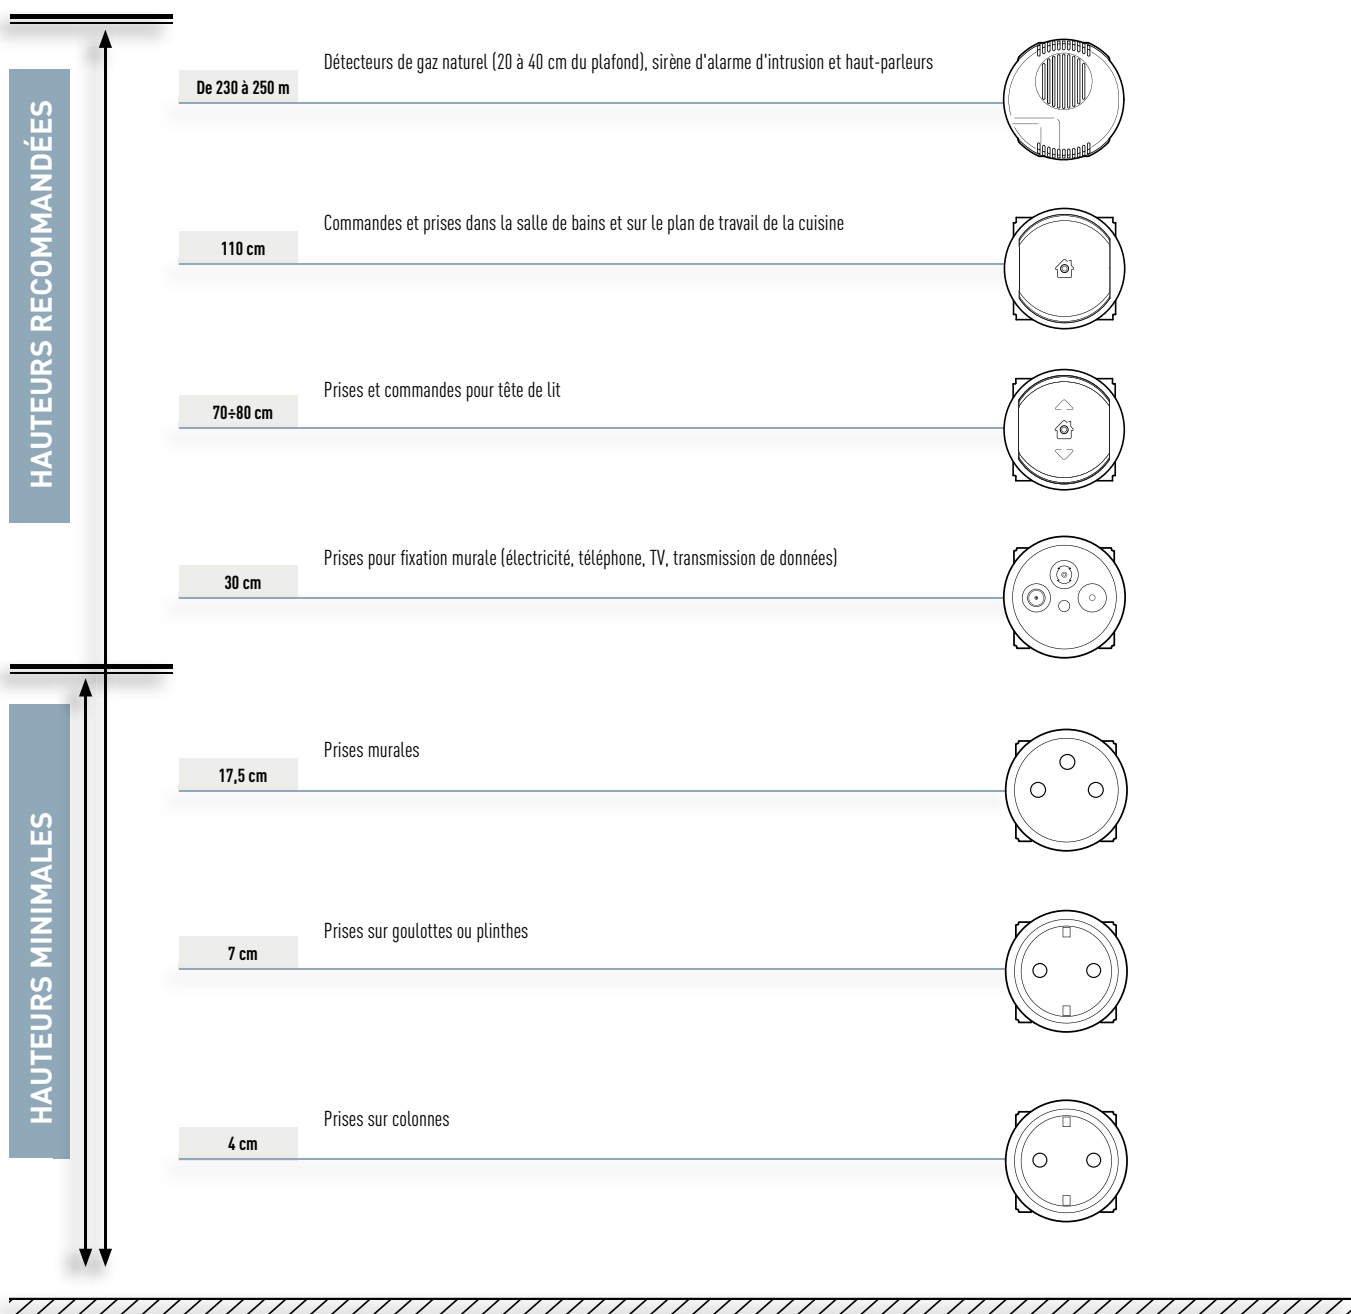 HAUTEURS RECOMMANDÉES
Détecteurs de gaz naturel (20 à 40 cm du plafond), sirène d'alarme d'intrusion et haut-parleurs
De 230 à 250 m
Commandes et prises dans la salle de bains et sur le plan de travail de la cuisine
110 cm
Prises et commandes pour tête de lit
70÷80 cm
Prises pour fixation murale (électricité, téléphone, TV, transmission de données)
30 cm
HAUTEURS MINIMALES
Prises murales
17,5 cm
Prises sur goulottes ou plinthes
7 cm
Prises sur colonnes
4 cm